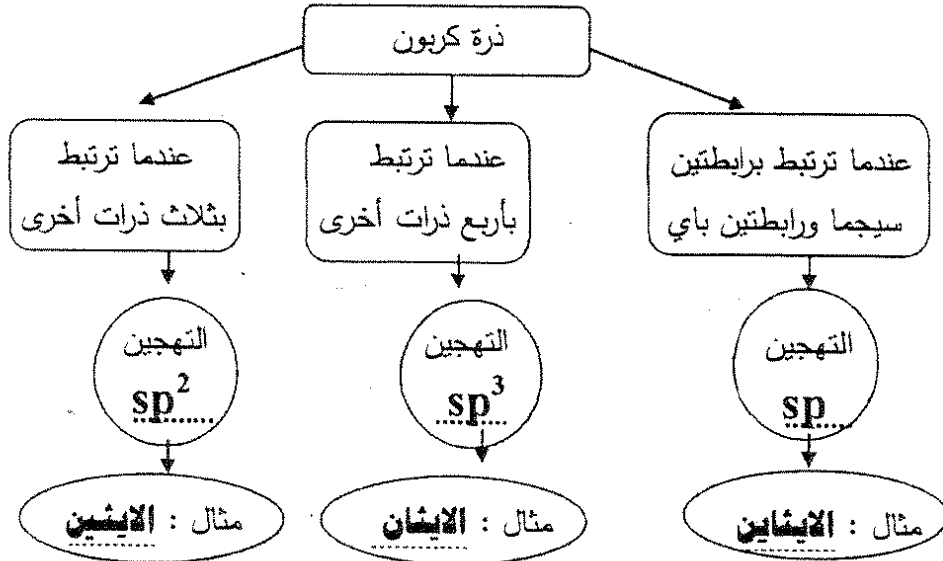 ذرة كربون
عندما ترتبط برابطتين
سيجما ورابطتين باي
التهجين
sp
مثال : الايثاين
عندما ترتبط
بأربع ذرات أخرى
التهجين
sp³
مثال : الايثان
عندما ترتبط
بثلاث ذرات أخرى
التهجين
sp²
مثال : الايثين